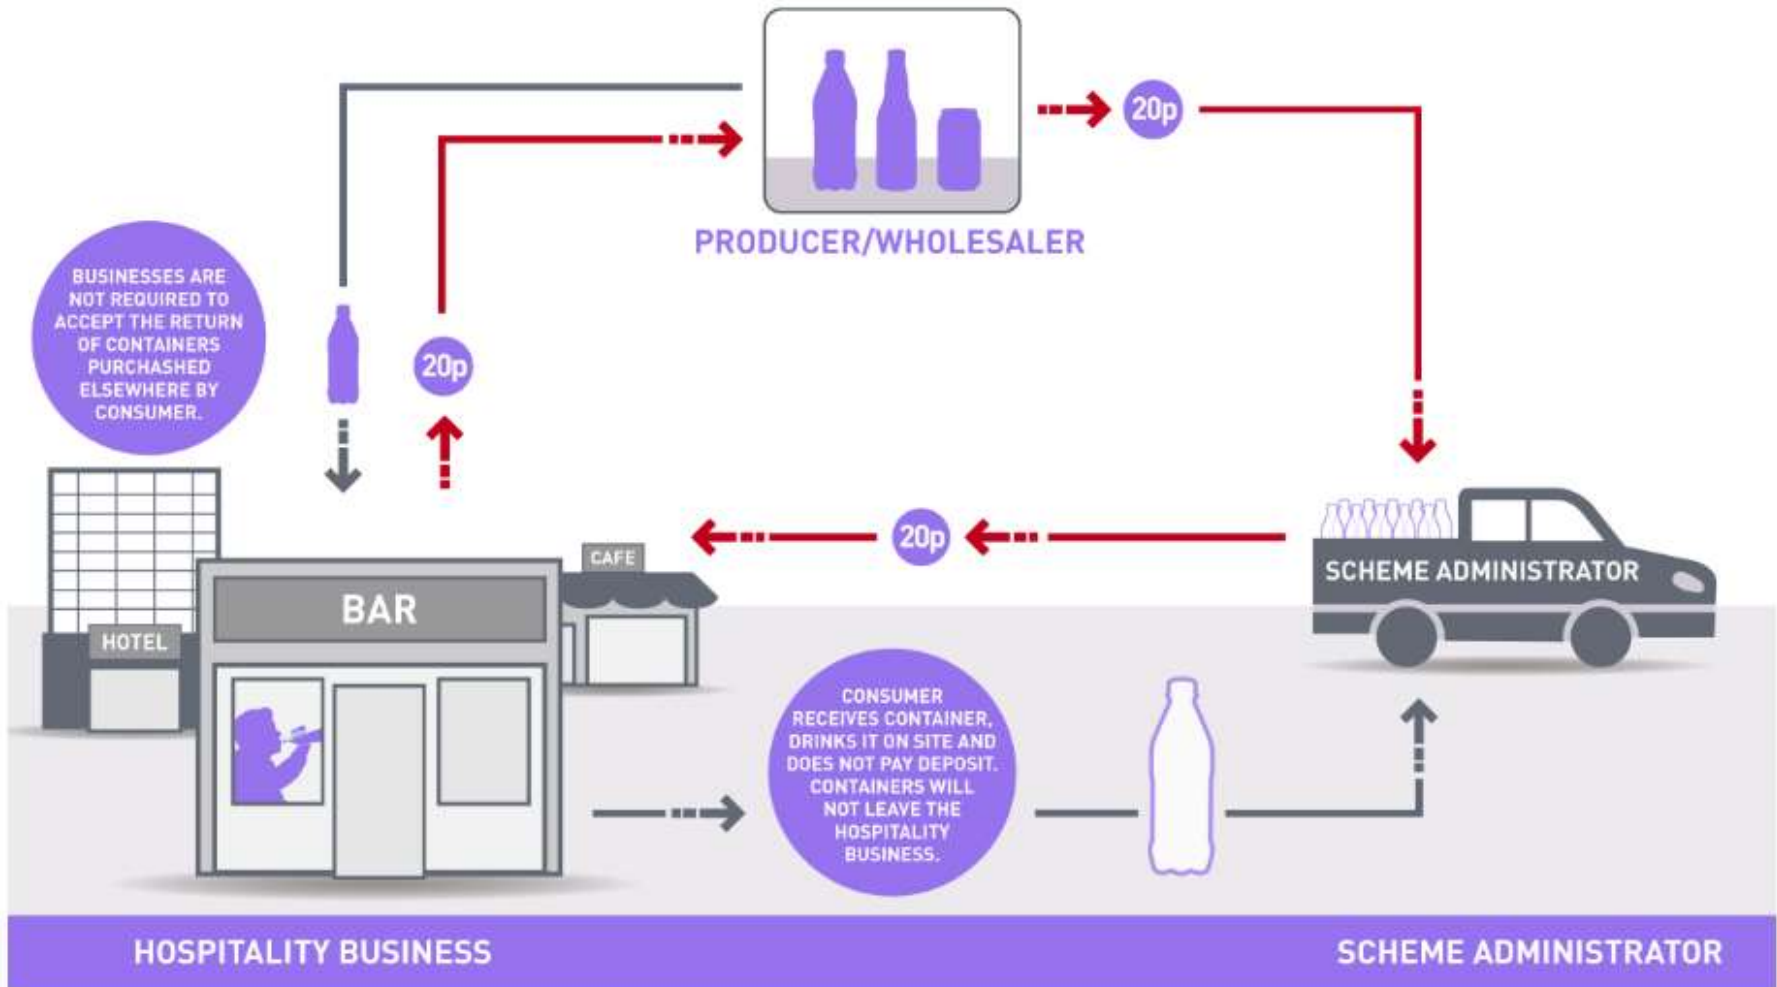 20p
PRODUCER/WHOLESALER
BUSINESSES ARE
NOT REQUIRED TO
ACCEPT THE RETURN
OF CONTAINERS
PURCHASHED
ELSEWHERE BY
CONSUMER.
20p
20p
SCHEME ADMINISTRATOR
CAFE
BAR
HOTEL
CONSUMER
RECEIVES CONTAINER,
DRINKS IT ON SITE AND
DOES NOT PAY DEPOSIT.
CONTAINERS WILL
NOT LEAVE THE
HOSPITALITY
BUSINESS.
HOSPITALITY BUSINESS
SCHEME ADMINISTRATOR